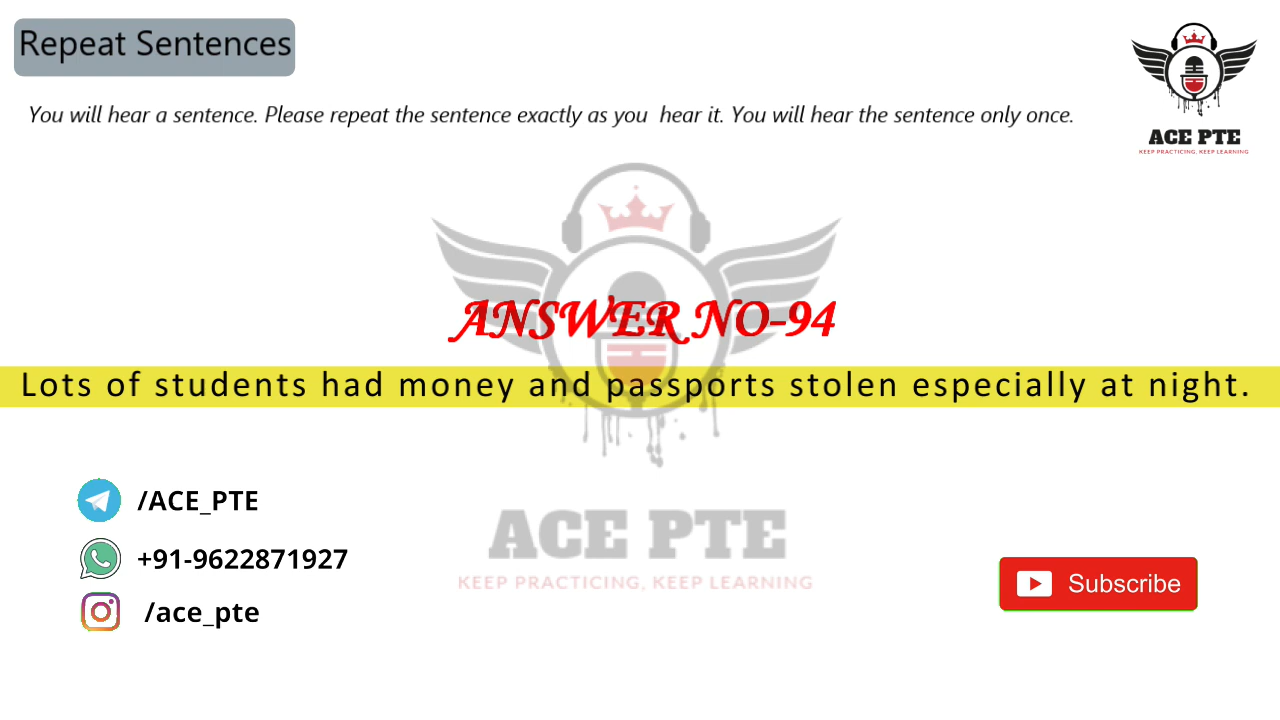 Repeat Sentences
You will hear a sentence. Please repeat the sentence exactly as you hear it. You will hear the sentence only once.
ACE PTE
KEEP PRACTICING, KEEP LEARNING
ANSWER NO-94
Lots of students had money and passports stolen especially at night.
/ACE_PTE
ACE PTE
+91-9622871927
KEEP PRACTICING, KEEP LEARNING
Subscribe
/ace_pte